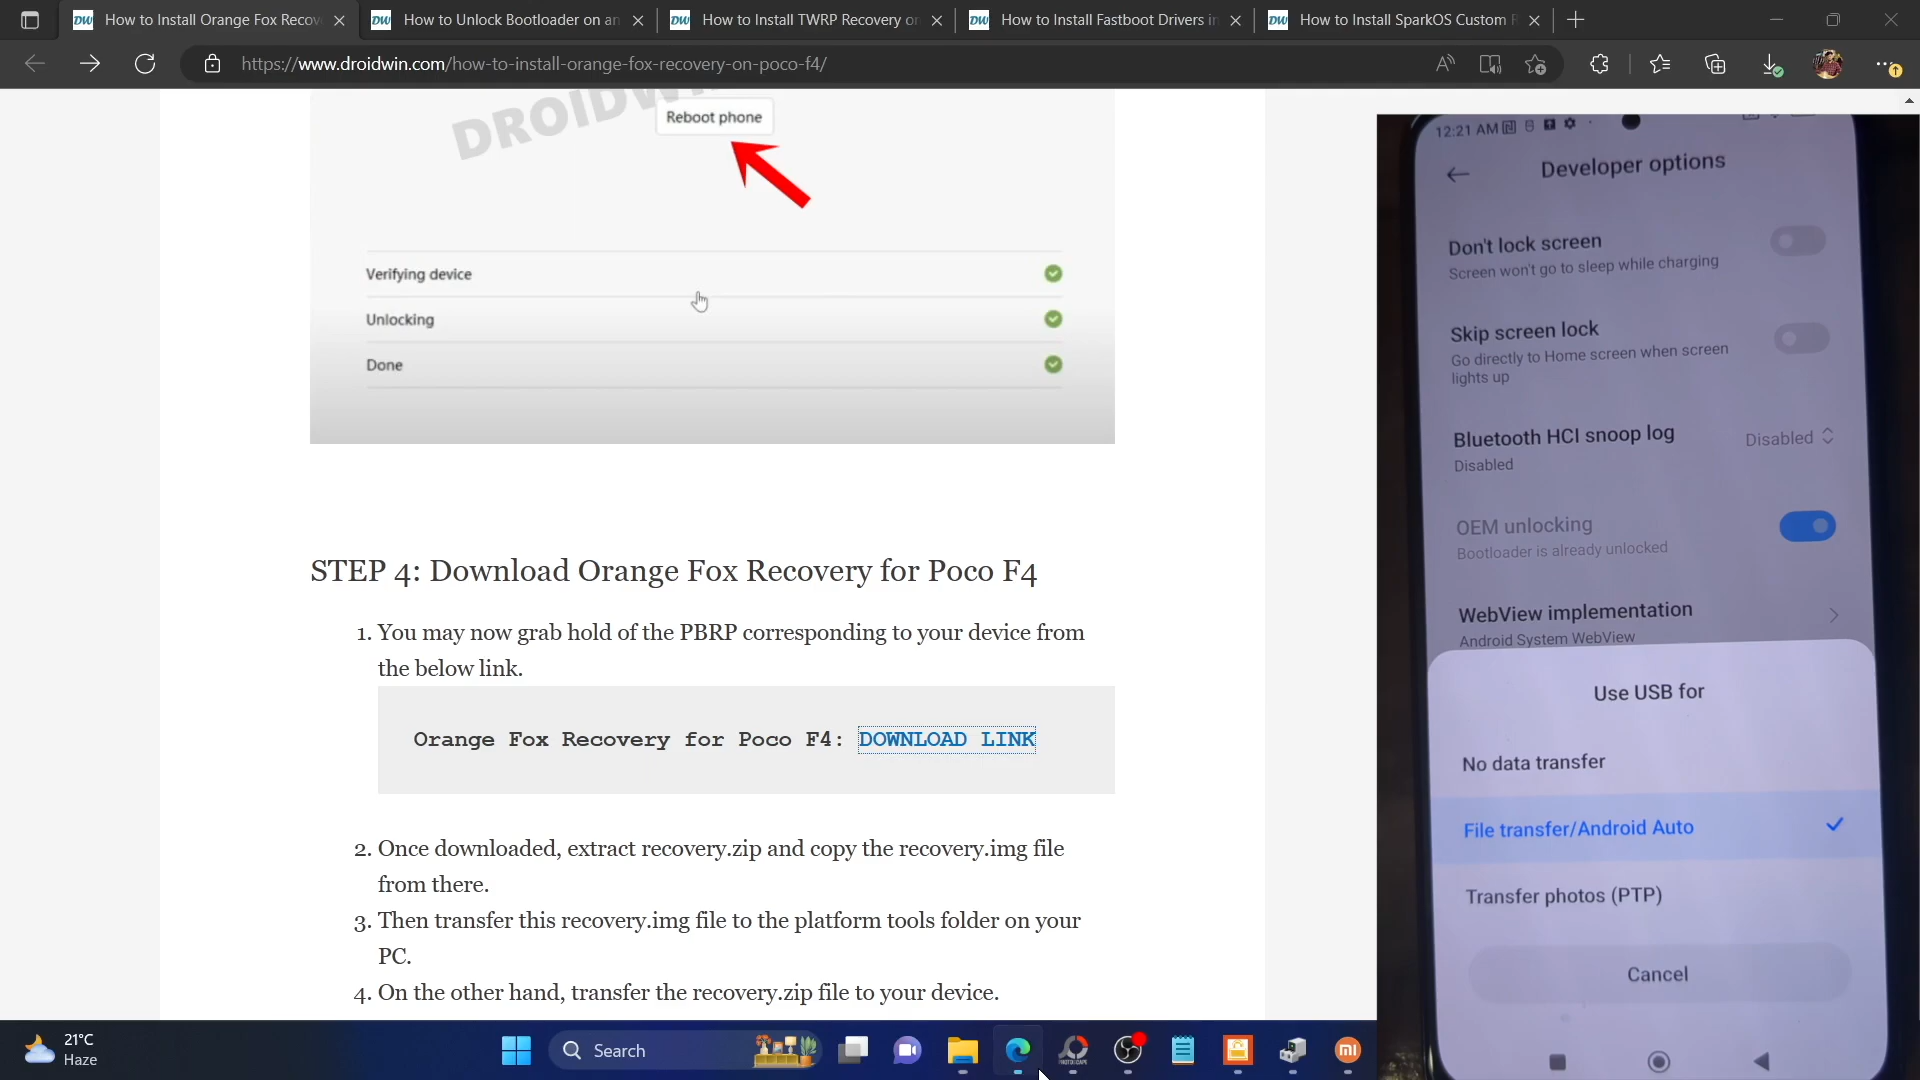 How to Install Orange Fox Recov
How to Unlock Bootloader on an
How to Install TWRP Recovery on
How to Install Fastboot Drivers in
How to Install SparkOS Custom R
https://www.droidwin.com/how-to-install-orange-fox-recovery-on-poco-f4/
DROIDW
Reboot phone
Verifying device
Unlocking
Done
STEP 4: Download Orange Fox Recovery for Poco F4
1. You may now grab hold of the PBRP corresponding to your device from
the below link.
Orange Fox Recovery for Poco F4: DOWNLOAD LINK
2. Once downloaded, extract recovery.zip and copy the recovery.img file
from there.
3. Then transfer this recovery.img file to the platform tools folder on your
PC.
4. On the other hand, transfer the recovery.zip file to your device.
12:21 AM
Developer options
Don't lock screen
Screen won't go to sleep while charging
Skip screen lock
Go directly to Home screen when screen
lights up
Bluetooth HCI snoop log
Disabled
Disabled
OEM unlocking
Bootloader is already unlocked
WebView implementation
Android System WebView
Use USB for
No data transfer
File transfer/Android Auto
Transfer photos (PTP)
Cancel
21°C
Haze
Search